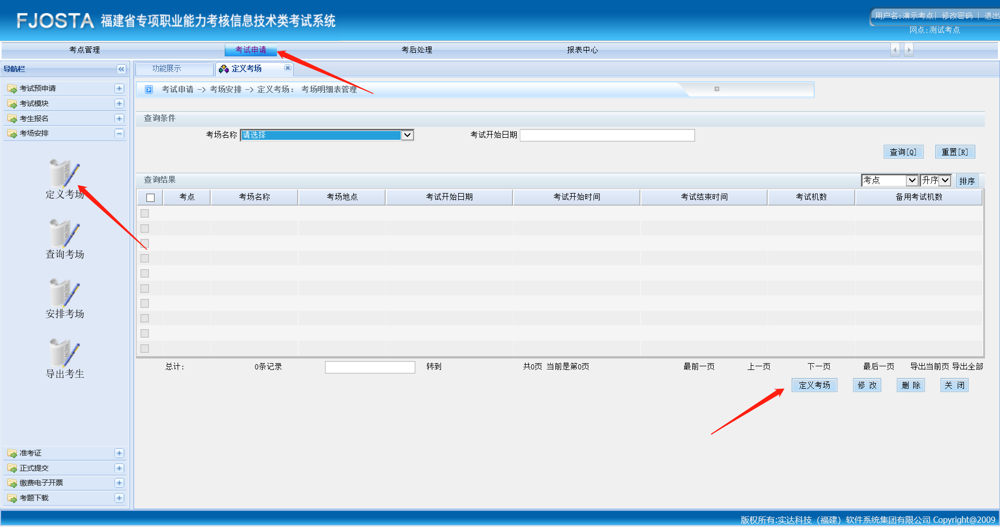 FJOSTA 福建省专项职业能力考核信息技术类考试系统
用户名:演示考点| 修改密码 | 退出
网点:测试考点
考点管理 考试申请 考后处理 报表中心
导航栏
功能展示 定义考场
考试预申请
考试模块
考生报名
考场安排
定义考场
查询考场
安排考场
导出考生
准考证
正式提交
缴费电子开票
考题下载
考试申请 -> 考场安排 -> 定义考场: 考场明细表管理
查询条件
考场名称 请选择 考试开始日期
查询[Q] 重置[R]
查询结果 考点 升序 排序
考点 考场名称 考场地点 考试开始日期 考试开始时间 考试结束时间 考试机数 备用考试机数
总计: 0条记录 转到 共0页 当前是第0页 最前一页 上一页 下一页 最后一页 导出当前页 导出全部
定义考场 修 改 删 除 关 闭
版权所有:实达科技（福建）软件系统集团有限公司 Copyright@2009